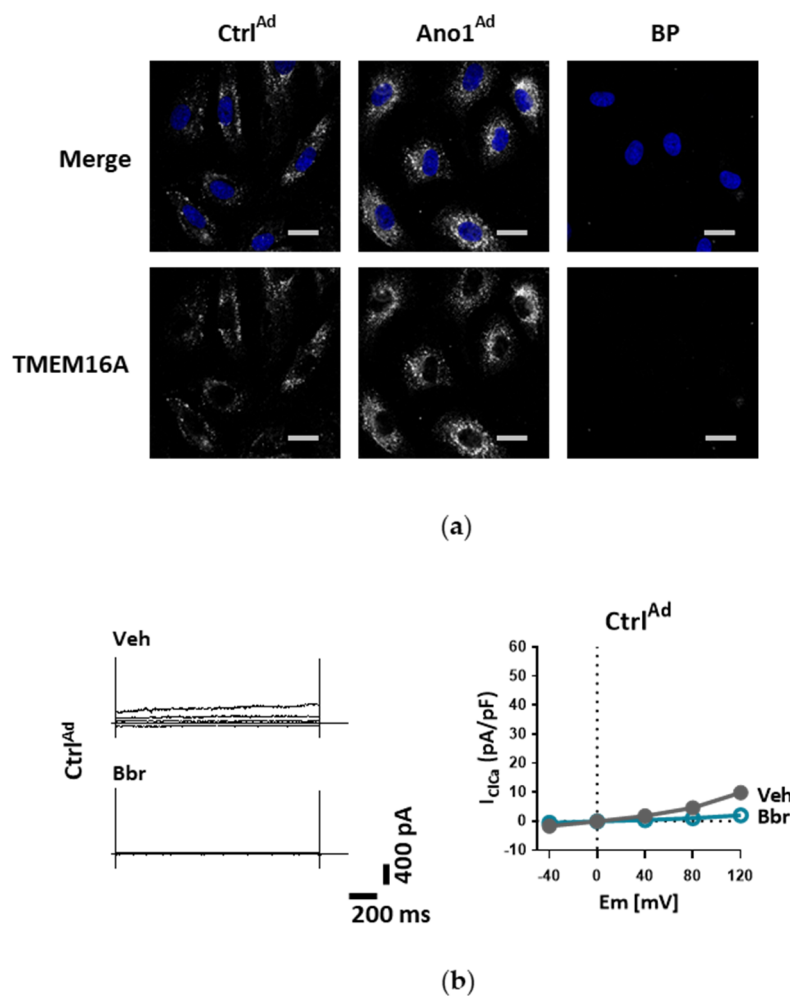 Ctrl^Ad Ano1^Ad BP
Merge
TMEM16A
(a)
Veh
Ctrl^Ad
Bbr
400 pA
200 ms
Ctrl^Ad
I_ClCa (pA/pF)
60
50
40
30
20
10
0
-10
-40 0 40 80 120
Em [mV]
Veh
Bbr
(b)